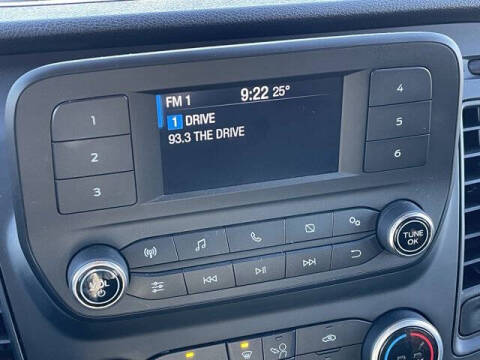 FM 1 9:22 25°
1 DRIVE
93.3 THE DRIVE
1
2
3
4
5
6
VOL
TUNE
OK